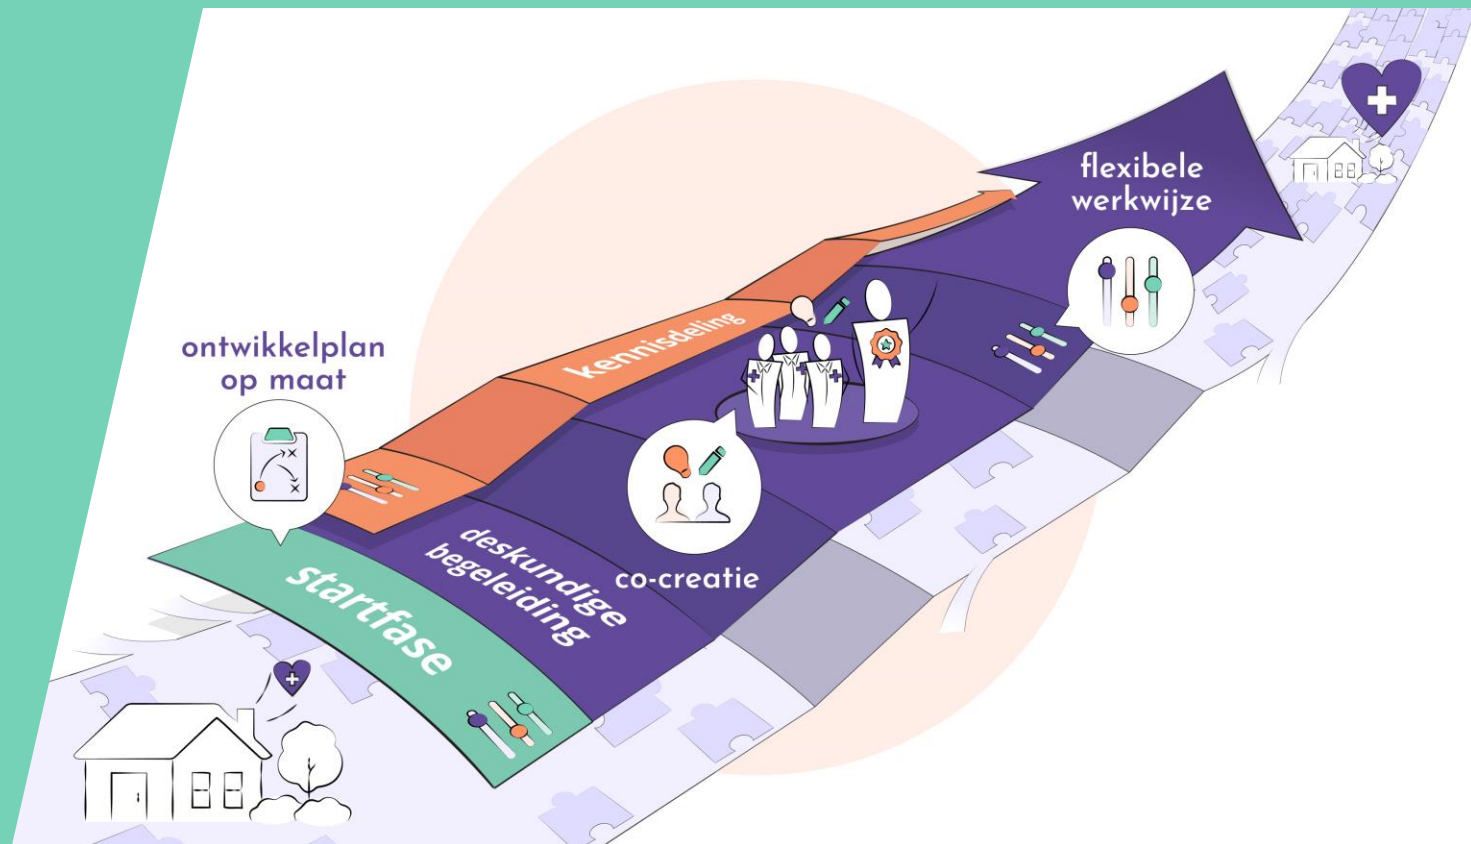 flexibele
werkwijze
kennisdeling
ontwikkelplan
op maat
deskundige
begeleiding
co-creatie
startfase